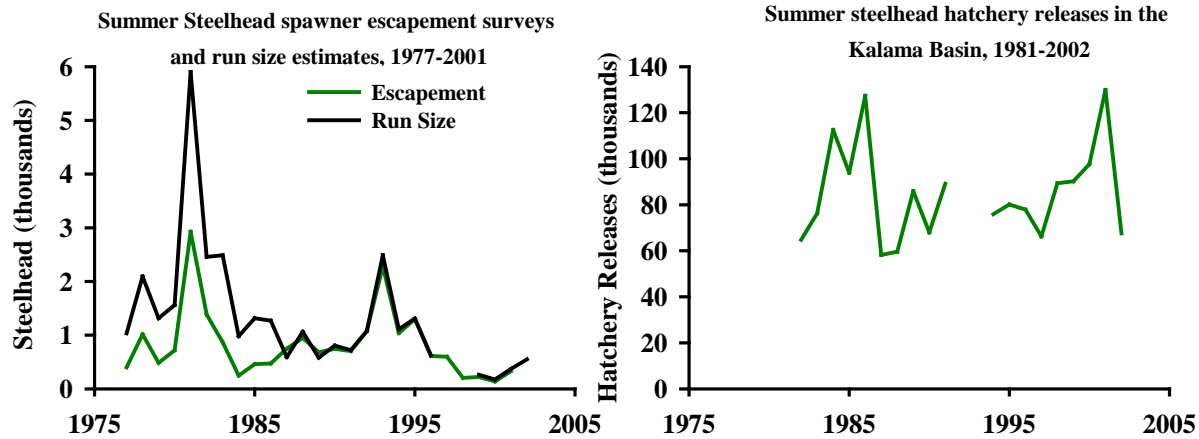 Summer Steelhead spawner escapement surveys
and run size estimates, 1977-2001
Steelhead (thousands)
6
5
4
3
2
1
0
1975
1985
1995
2005
Escapement
Run Size
Summer steelhead hatchery releases in the
Kalama Basin, 1981-2002
Hatchery Releases (thousands)
140
120
100
80
60
40
20
0
1975
1985
1995
2005